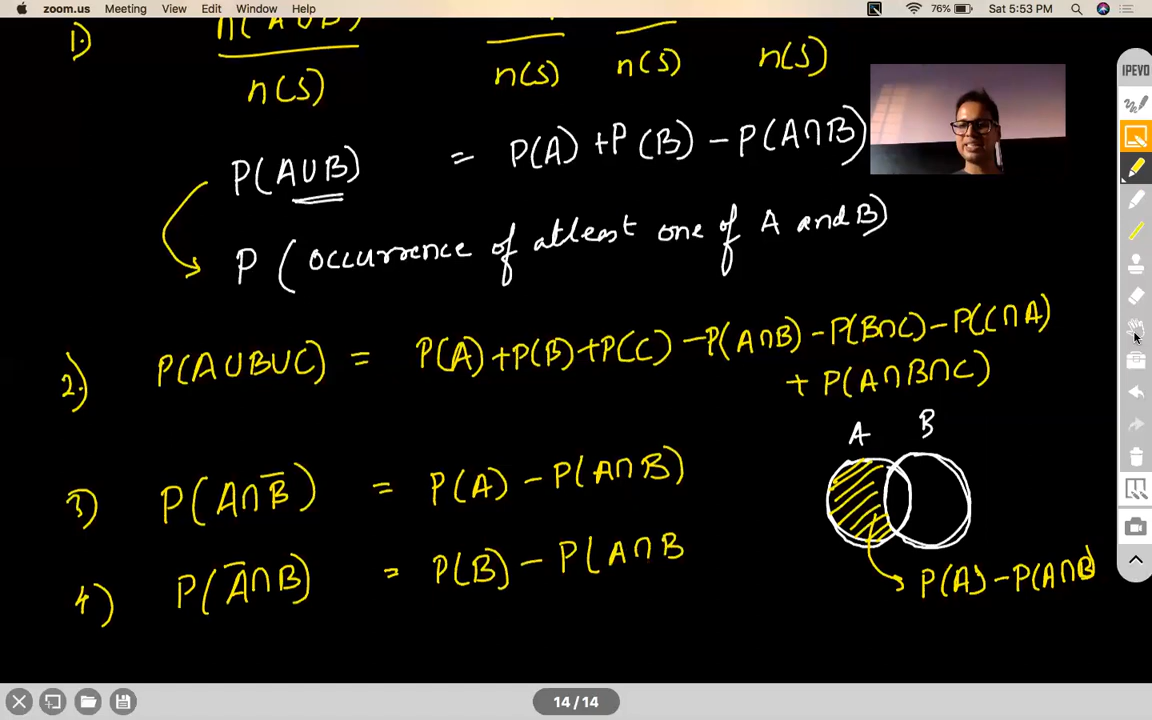 zoom.us Meeting View Edit Window Help 76% Sat 5:53 PM
1.) n(A∪B)
n(S) n(S) n(S) n(S)
IPEVO
P(A∪B) = P(A) + P(B) - P(A∩B)
P (occurrence of atleast one of A and B)
2.) P(A∪B∪C) = P(A)+P(B)+P(C) -P(A∩B) -P(B∩C) -P(C∩A)
+ P(A∩B∩C)
A B
3) P(A∩B̅) = P(A) - P(A∩B)
4) P(A̅∩B) = P(B) - P(A∩B
P(A) - P(A∩B)
14/14